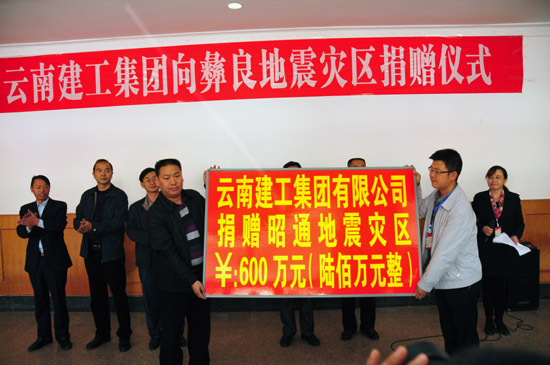 云南建工集团向彝良地震灾区捐赠仪式
云南建工集团有限公司
捐赠昭通地震灾区
￥:600万元(陆佰万元整)